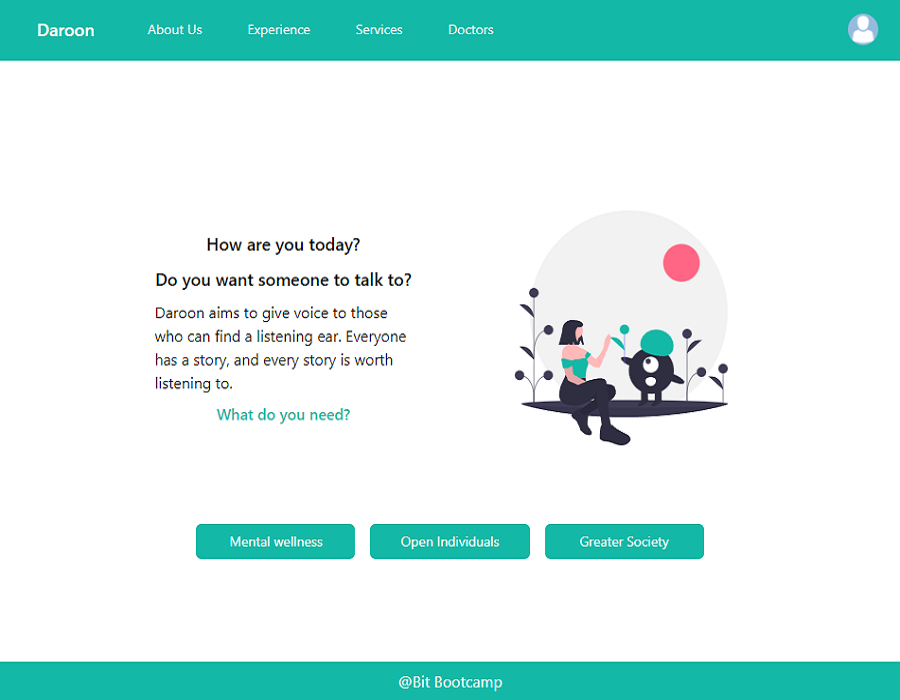 Daroon
About Us
Experience
Services
Doctors
How are you today?
Do you want someone to talk to?
Daroon aims to give voice to those
who can find a listening ear. Everyone
has a story, and every story is worth
listening to.
What do you need?
Mental wellness
Open Individuals
Greater Society
@Bit Bootcamp